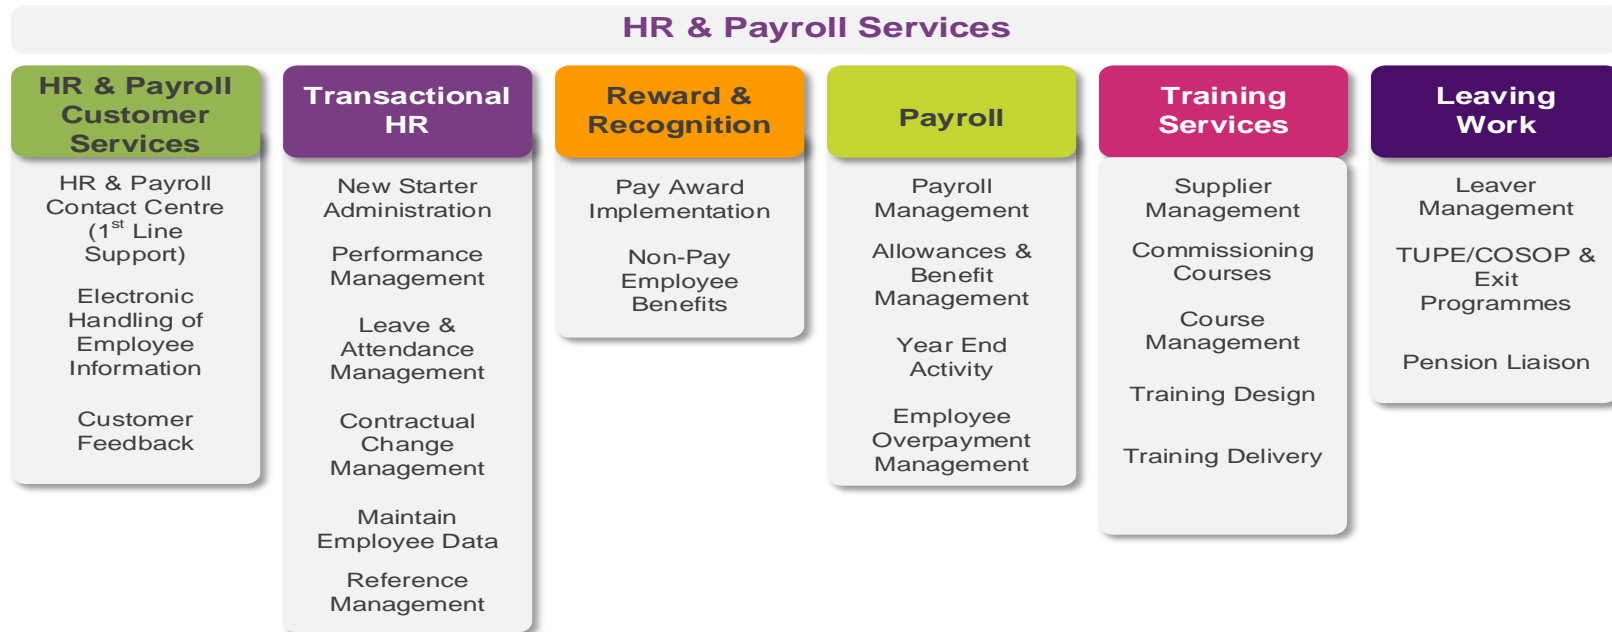 HR & Payroll Services
HR & Payroll
Customer
Services
HR & Payroll
Contact Centre
(1st Line
Support)
Electronic
Handling of
Employee
Information
Customer
Feedback
Transactional
HR
New Starter
Administration
Performance
Management
Leave &
Attendance
Management
Contractual
Change
Management
Maintain
Employee Data
Reference
Management
Reward &
Recognition
Pay Award
Implementation
Non-Pay
Employee
Benefits
Payroll
Payroll
Management
Allowances &
Benefit
Management
Year End
Activity
Employee
Overpayment
Management
Training
Services
Supplier
Management
Commissioning
Courses
Course
Management
Training Design
Training Delivery
Leaving
Work
Leaver
Management
TUPE/COSOP &
Exit
Programmes
Pension Liaison